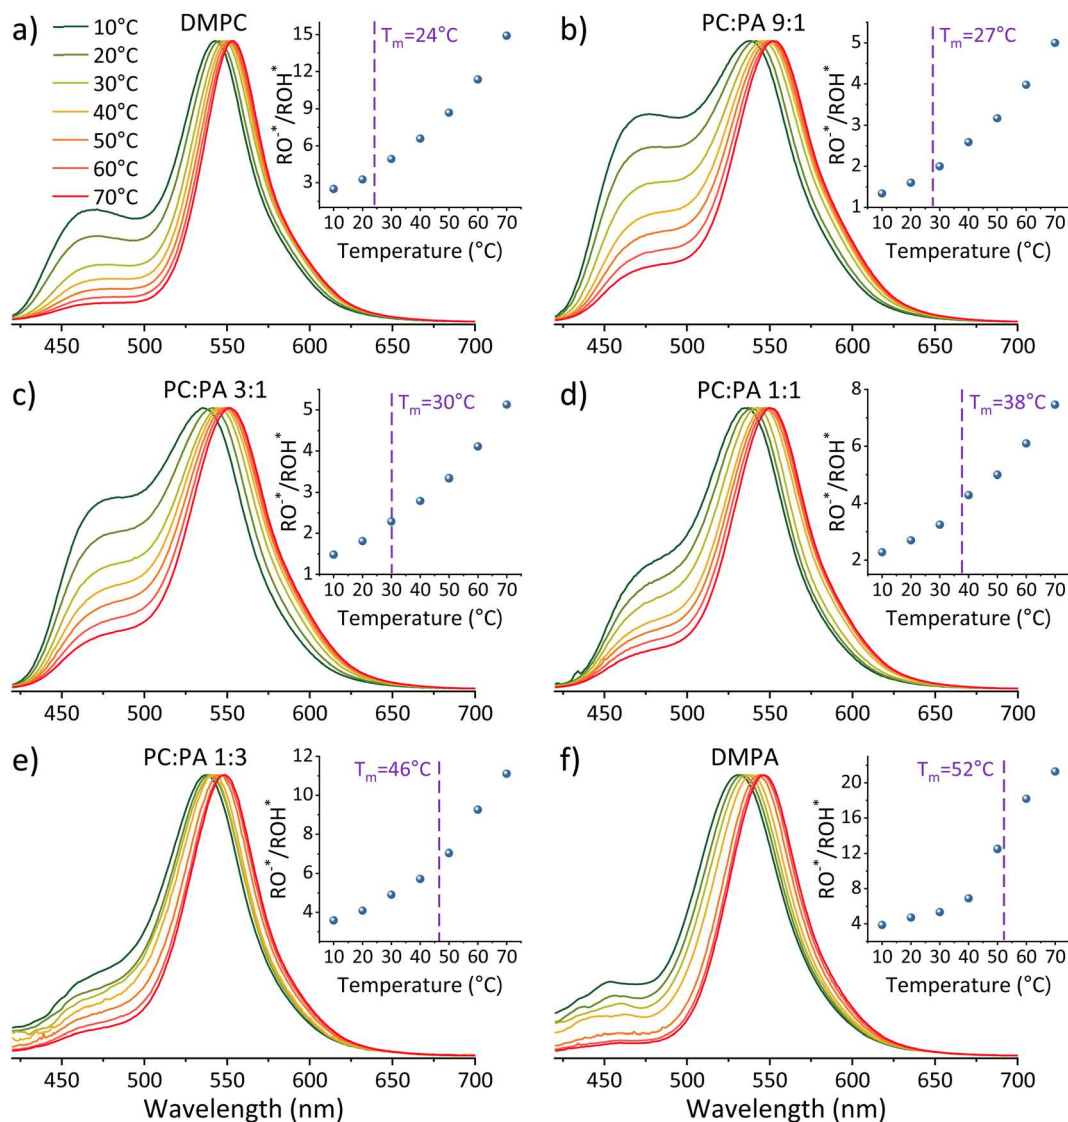 a)
DMPC
10°C
20°C
30°C
40°C
50°C
60°C
70°C
Tm=24°C
RO-*/ROH*
15
12
9
6
3
10 20 30 40 50 60 70
Temperature (°C)
450 500 550 600 650 700
b)
PC:PA 9:1
Tm=27°C
RO-*/ROH*
5
4
3
2
1
10 20 30 40 50 60 70
Temperature (°C)
450 500 550 600 650 700
c)
PC:PA 3:1
Tm=30°C
RO-*/ROH*
5
4
3
2
1
10 20 30 40 50 60 70
Temperature (°C)
450 500 550 600 650 700
d)
PC:PA 1:1
Tm=38°C
RO-*/ROH*
8
6
4
2
10 20 30 40 50 60 70
Temperature (°C)
450 500 550 600 650 700
e)
PC:PA 1:3
Tm=46°C
RO-*/ROH*
12
10
8
6
4
10 20 30 40 50 60 70
Temperature (°C)
450 500 550 600 650 700
Wavelength (nm)
f)
DMPA
Tm=52°C
RO-*/ROH*
20
16
12
8
4
10 20 30 40 50 60 70
Temperature (°C)
450 500 550 600 650 700
Wavelength (nm)